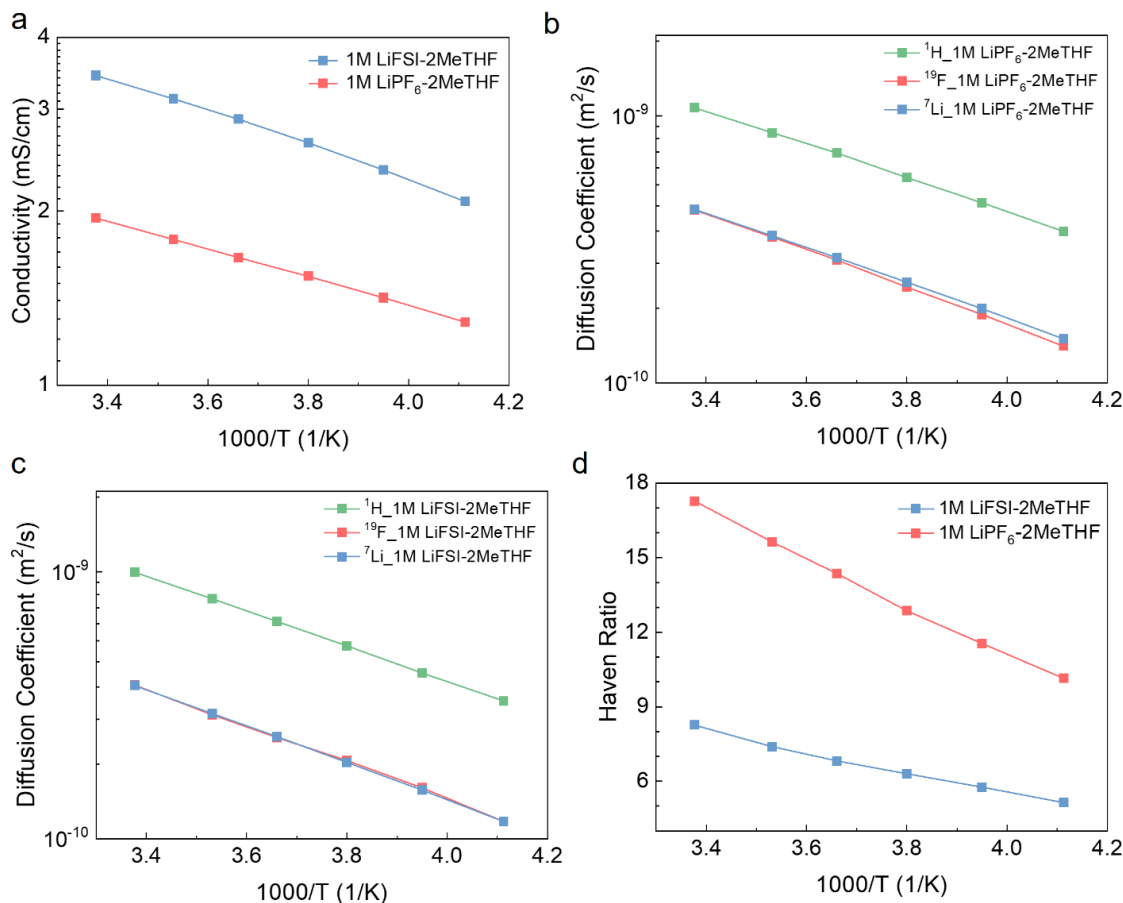 a
Conductivity (mS/cm)
4
3
2
1
1M LiFSI-2MeTHF
1M LiPF₆-2MeTHF
3.4 3.6 3.8 4.0 4.2
1000/T (1/K)
b
Diffusion Coefficient (m²/s)
10⁻⁹
10⁻¹⁰
¹H_1M LiPF₆-2MeTHF
¹⁹F_1M LiPF₆-2MeTHF
⁷Li_1M LiPF₆-2MeTHF
3.4 3.6 3.8 4.0 4.2
1000/T (1/K)
c
Diffusion Coefficient (m²/s)
10⁻⁹
10⁻¹⁰
¹H_1M LiFSI-2MeTHF
¹⁹F_1M LiFSI-2MeTHF
⁷Li_1M LiFSI-2MeTHF
3.4 3.6 3.8 4.0 4.2
1000/T (1/K)
d
Haven Ratio
18
15
12
9
6
1M LiFSI-2MeTHF
1M LiPF₆-2MeTHF
3.4 3.6 3.8 4.0 4.2
1000/T (1/K)